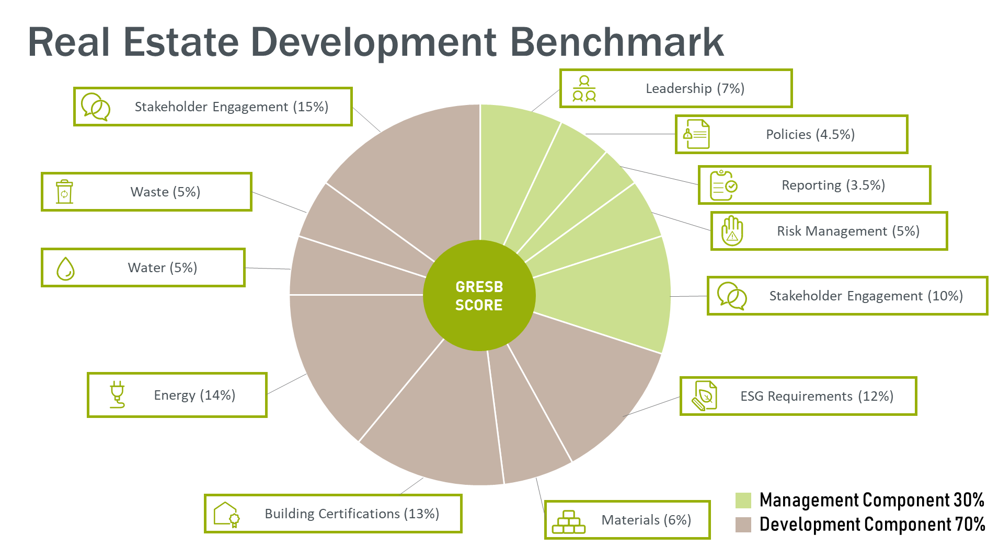 Real Estate Development Benchmark
Leadership (7%)
Stakeholder Engagement (15%)
Policies (4.5%)
Reporting (3.5%)
Waste (5%)
Risk Management (5%)
Water (5%)
GRESB
SCORE
Stakeholder Engagement (10%)
Energy (14%)
ESG Requirements (12%)
Building Certifications (13%)
Materials (6%)
Management Component 30%
Development Component 70%